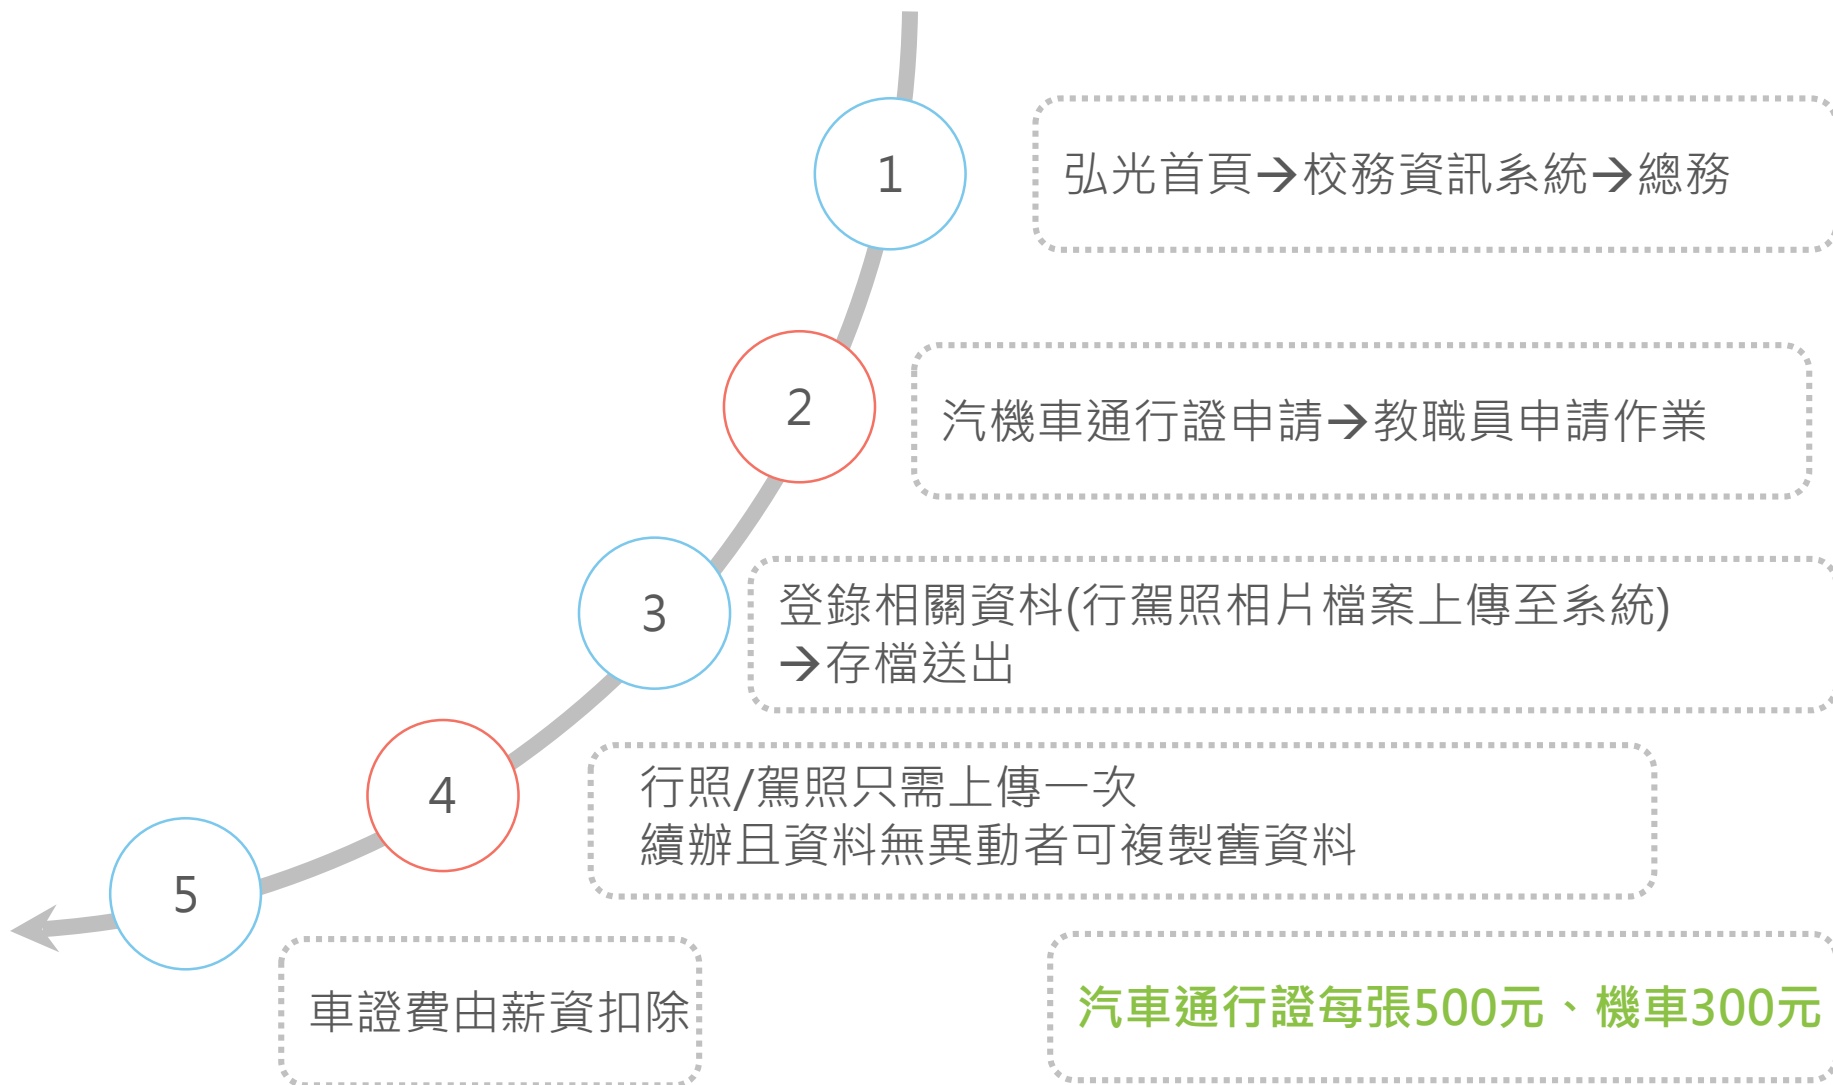 1
弘光首頁→校務資訊系統→總務
2
汽機車通行證申請→教職員申請作業
3
登錄相關資料(行駕照相片檔案上傳至系統)
→存檔送出
4
行照/駕照只需上傳一次
續辦且資料無異動者可複製舊資料
5
車證費由薪資扣除
汽車通行證每張500元、機車300元